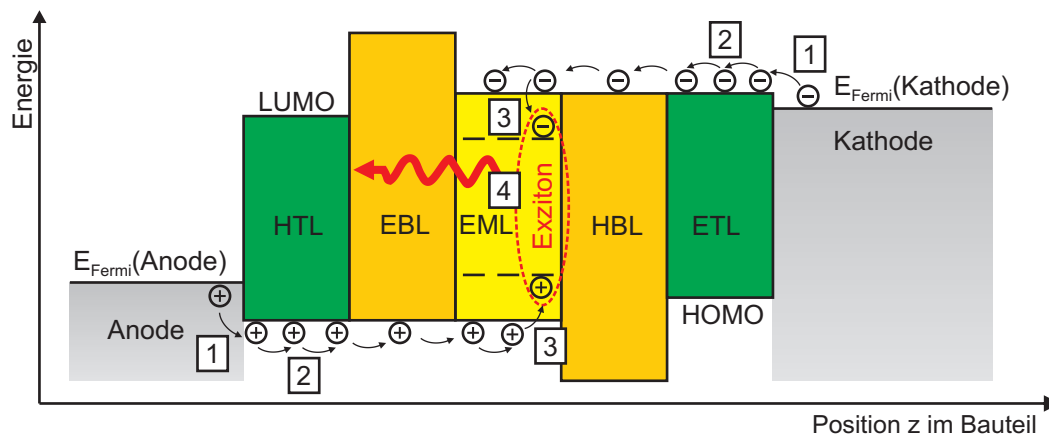 Energie
1
2
E_Fermi(Kathode)
LUMO
3
Kathode
4
HTL
EBL
EML
Exziton
HBL
ETL
E_Fermi(Anode)
HOMO
Anode
1
2
3
Position z im Bauteil